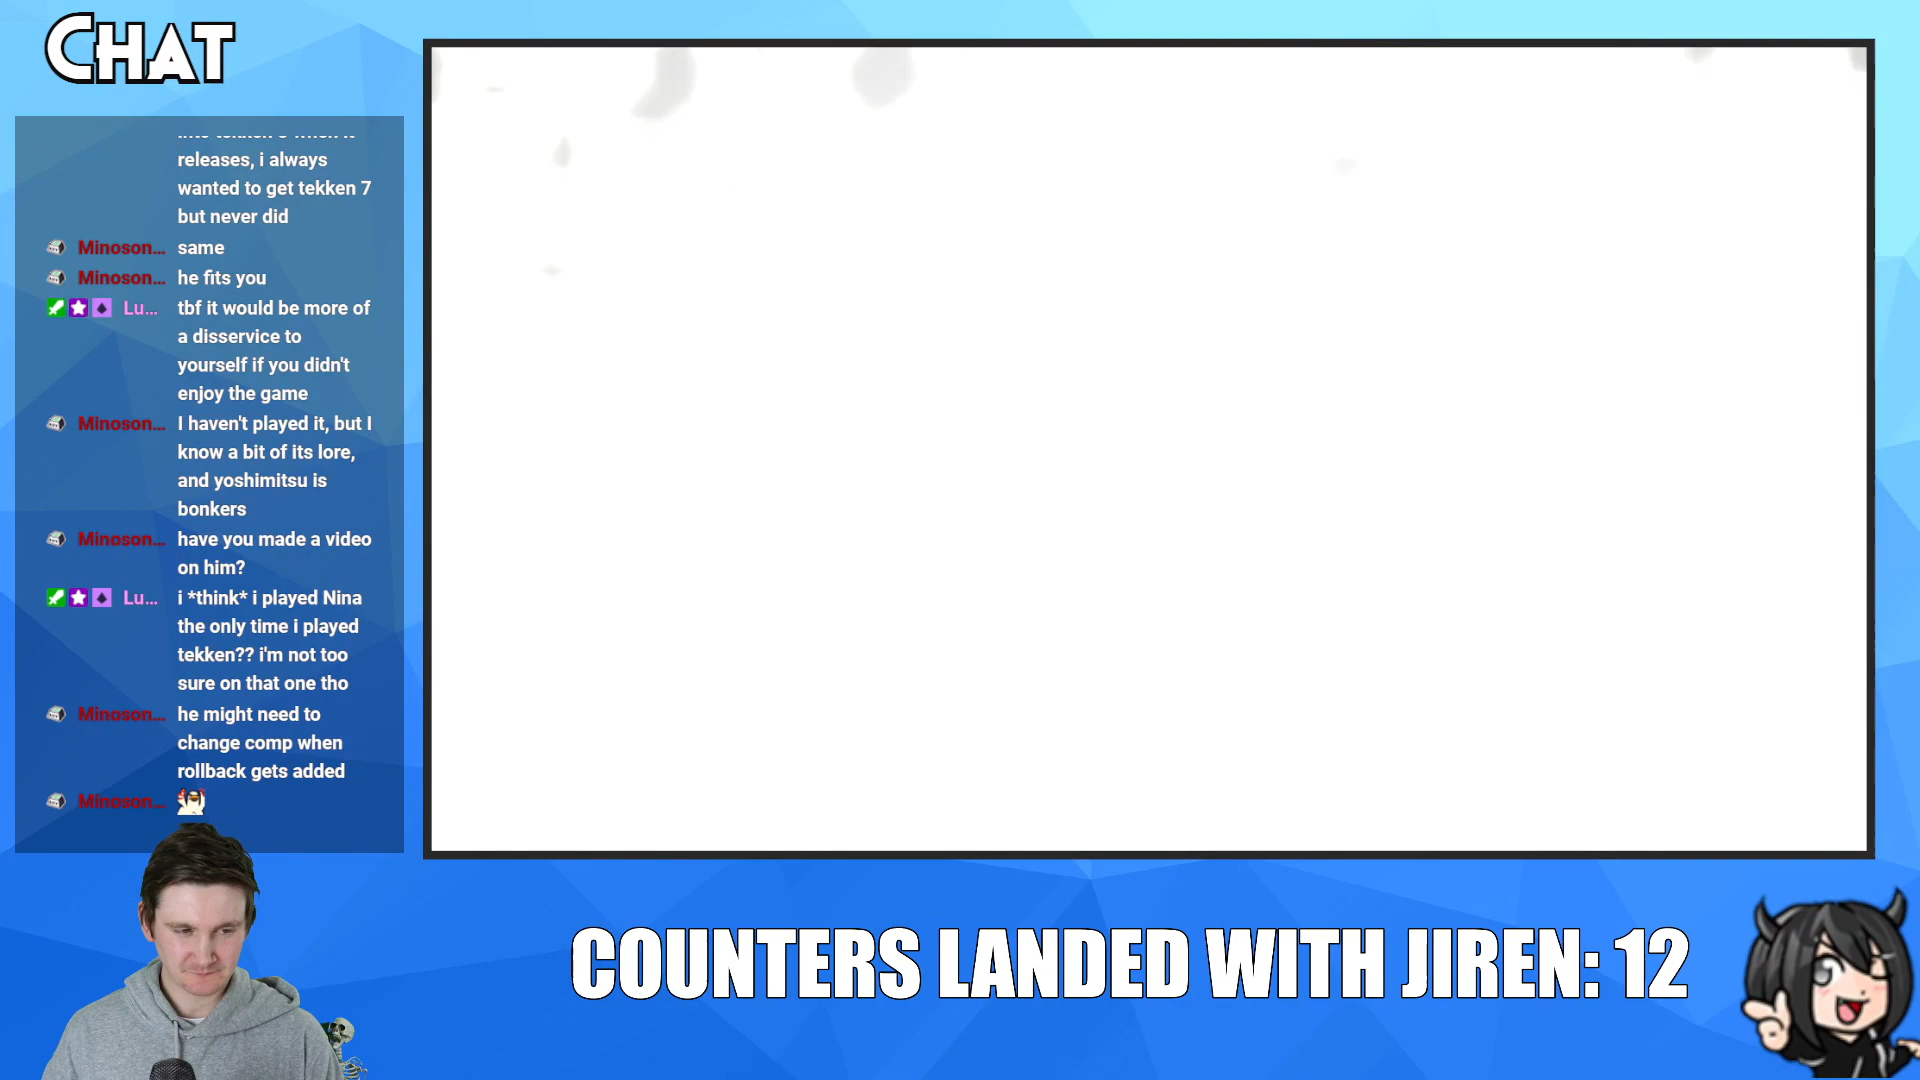 CHAT
releases, i always
wanted to get tekken 7
but never did
Minoson... same
Minoson... he fits you
Lu... tbf it would be more of
a disservice to
yourself if you didn't
enjoy the game
Minoson... I haven't played it, but I
know a bit of its lore,
and yoshimitsu is
bonkers
Minoson... have you made a video
on him?
Lu... i *think* i played Nina
the only time i played
tekken?? i'm not too
sure on that one tho
Minoson... he might need to
change comp when
rollback gets added
Minoson...
COUNTERS LANDED WITH JIREN: 12